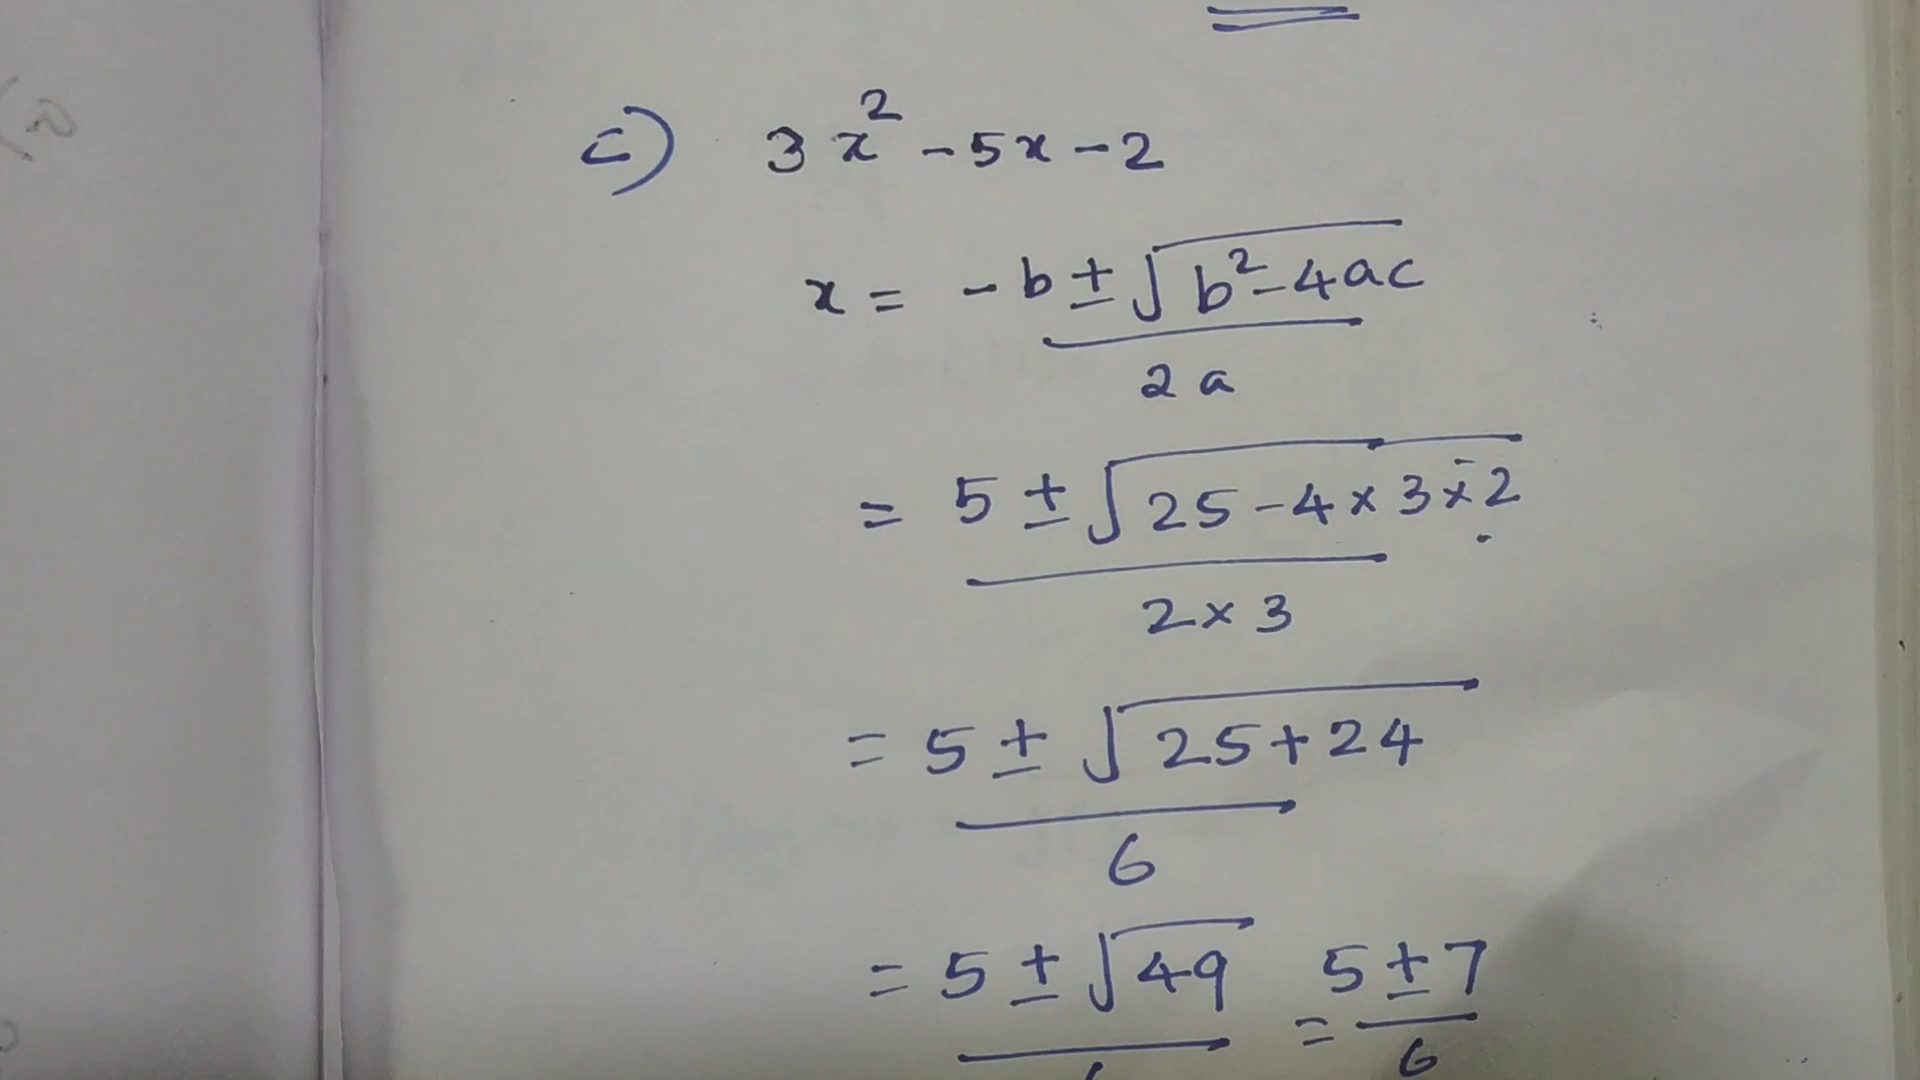 c) 3x² - 5x - 2
x = -b ± √b² - 4ac
2a
= 5 ± √25 - 4 × 3 × -2
2 × 3
= 5 ± √25 + 24
6
= 5 ± √49 = 5 ± 7
6